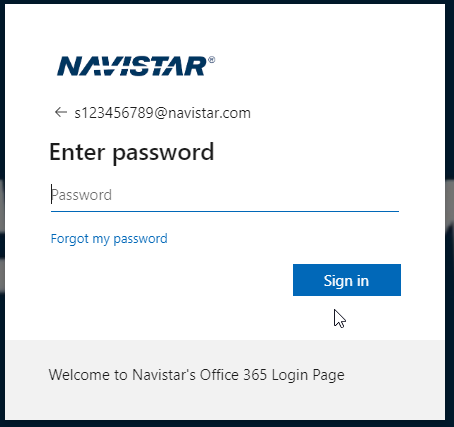 NAVISTAR®
← s123456789@navistar.com
Enter password
Password
Forgot my password
Sign in
Welcome to Navistar's Office 365 Login Page